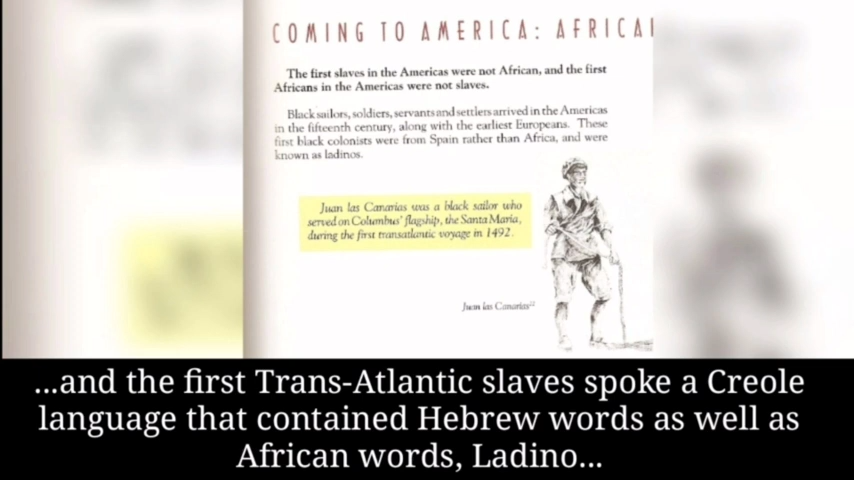 COMING TO AMERICA: AFRICA
The first slaves in the Americas were not African, and the first
Africans in the Americas were not slaves.
Black sailors, soldiers, servants and settlers arrived in the Americas
in the fifteenth century, along with the earliest Europeans. These
first black colonists were from Spain rather than Africa, and were
known as ladinos.
Juan las Canarias was a black sailor who
served on Columbus' flagship, the Santa Maria,
during the first transatlantic voyage in 1492.
Juan las Canarias
...and the first Trans-Atlantic slaves spoke a Creole
language that contained Hebrew words as well as
African words, Ladino...